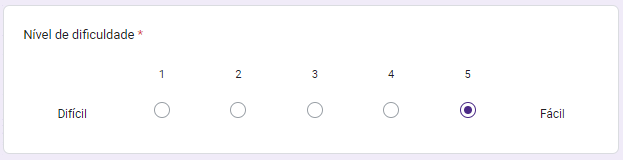 Nível de dificuldade *
1 2 3 4 5
Difícil Fácil